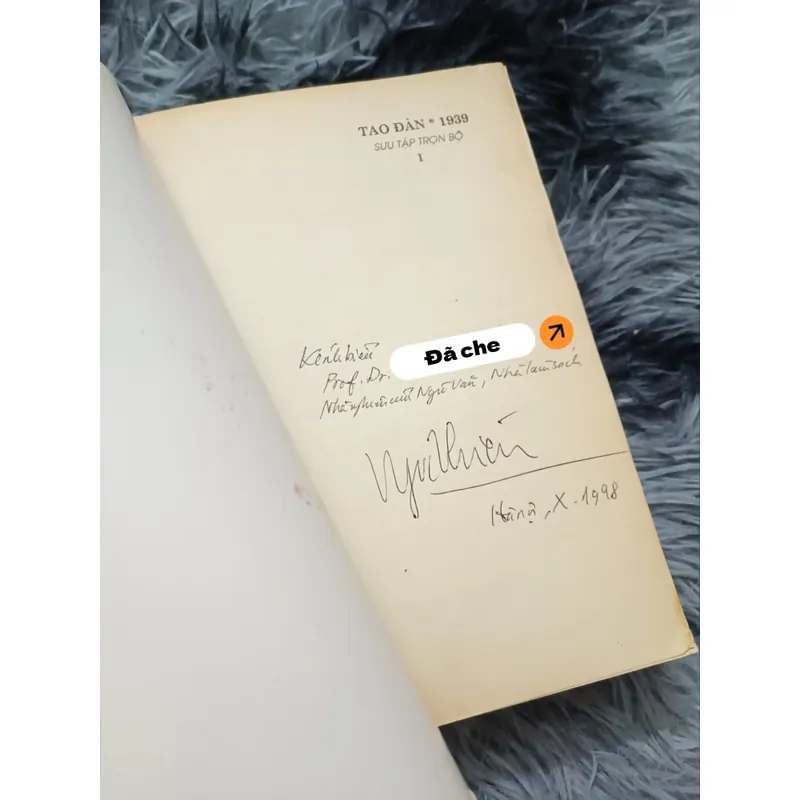 TAO ĐÀN * 1939
SƯU TẬP TRỌN BỘ
I
Kính biếu
Đã che
Prof. Dr.
Nhà nghiên cứu Ngữ Văn, Nhà làm sách
Hà nội, X - 1998